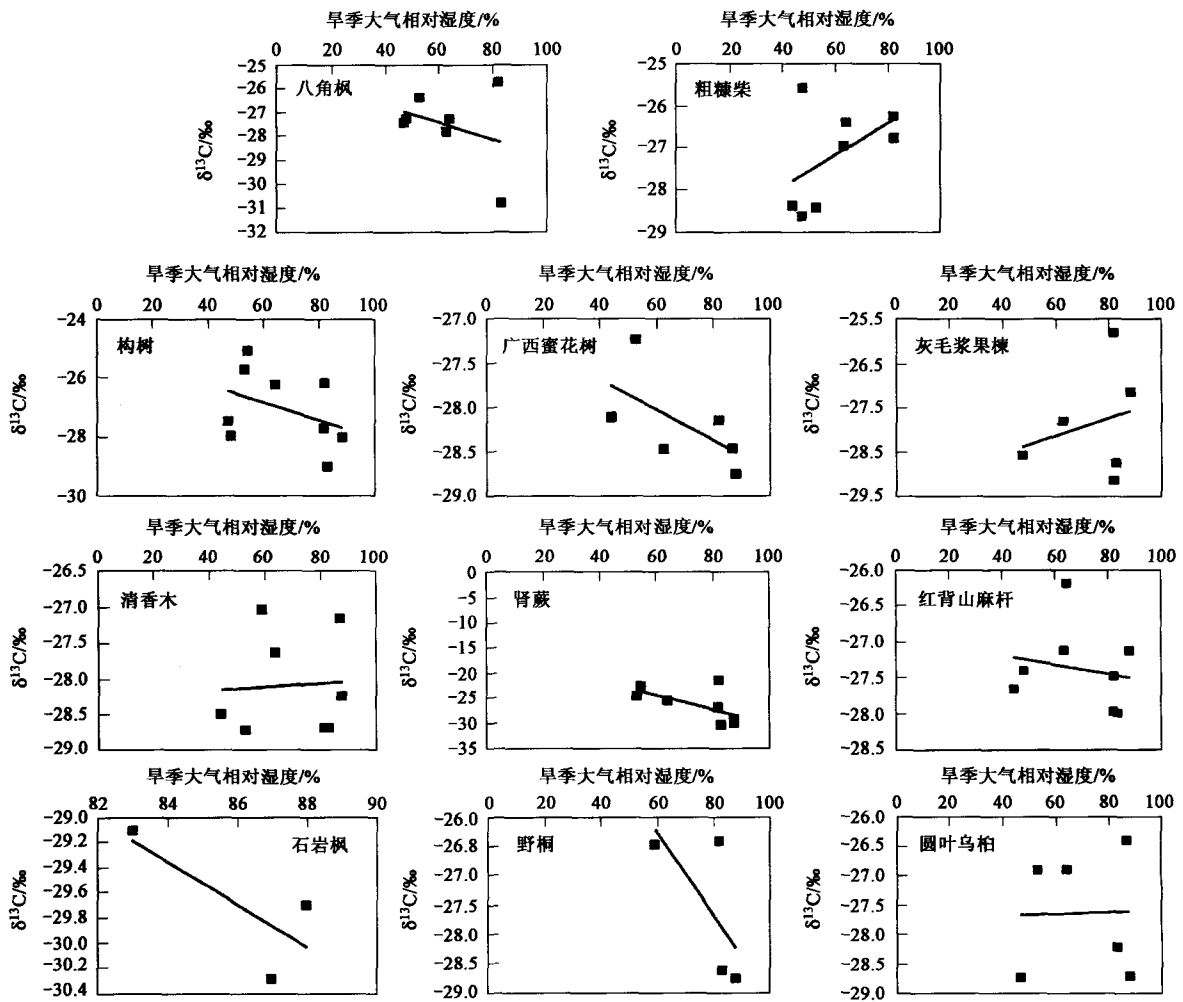 旱季大气相对湿度/%
0 20 40 60 80 100
-25
-26
-27
-28
-29
-30
-31
-32
δ¹³C/‰
八角枫
旱季大气相对湿度/%
0 20 40 60 80 100
-25
-26
-27
-28
-29
δ¹³C/‰
粗糠柴
旱季大气相对湿度/%
0 20 40 60 80 100
-24
-26
-28
-30
δ¹³C/‰
构树
旱季大气相对湿度/%
0 20 40 60 80 100
-27.0
-27.5
-28.0
-28.5
-29.0
δ¹³C/‰
广西蜜花树
旱季大气相对湿度/%
0 20 40 60 80 100
-25.5
-26.5
-27.5
-28.5
-29.5
δ¹³C/‰
灰毛浆果楝
旱季大气相对湿度/%
0 20 40 60 80 100
-26.5
-27.0
-27.5
-28.0
-28.5
-29.0
δ¹³C/‰
清香木
旱季大气相对湿度/%
0 20 40 60 80 100
0
-5
-10
-15
-20
-25
-30
-35
δ¹³C/‰
肾蕨
旱季大气相对湿度/%
0 20 40 60 80 100
-26.0
-26.5
-27.0
-27.5
-28.0
-28.5
δ¹³C/‰
红背山麻杆
旱季大气相对湿度/%
82 84 86 88 90
-29.0
-29.2
-29.4
-29.6
-29.8
-30.0
-30.2
-30.4
δ¹³C/‰
石岩枫
旱季大气相对湿度/%
0 20 40 60 80 100
-26.0
-26.8
-27.0
-27.5
-28.0
-28.5
-29.0
δ¹³C/‰
野桐
旱季大气相对湿度/%
0 20 40 60 80 100
-26.0
-26.5
-27.0
-27.5
-28.0
-28.5
-29.0
δ¹³C/‰
圆叶乌桕